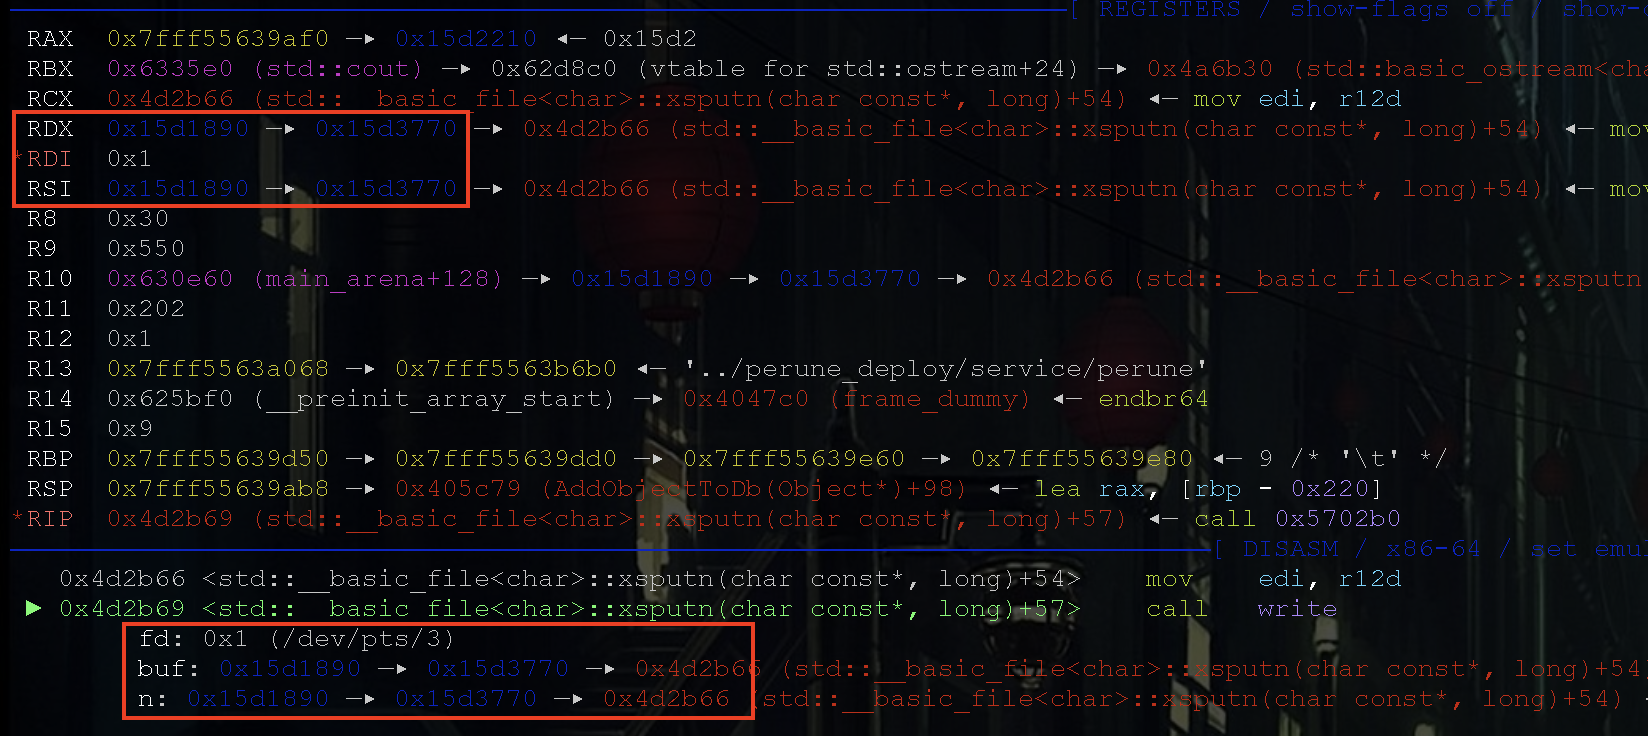 [ REGISTERS / show-flags off / show-c
RAX 0x7fff55639af0 —▸ 0x15d2210 ◂— 0x15d2
RBX 0x6335e0 (std::cout) —▸ 0x62d8c0 (vtable for std::ostream+24) —▸ 0x4a6b30 (std::basic_ostream<cha
RCX 0x4d2b66 (std::__basic_file<char>::xsputn(char const*, long)+54) ◂— mov edi, r12d
RDX 0x15d1890 —▸ 0x15d3770 —▸ 0x4d2b66 (std::__basic_file<char>::xsputn(char const*, long)+54) ◂— mov
*RDI 0x1
RSI 0x15d1890 —▸ 0x15d3770 —▸ 0x4d2b66 (std::__basic_file<char>::xsputn(char const*, long)+54) ◂— mov
R8 0x30
R9 0x550
R10 0x630e60 (main_arena+128) —▸ 0x15d1890 —▸ 0x15d3770 —▸ 0x4d2b66 (std::__basic_file<char>::xsputn
R11 0x202
R12 0x1
R13 0x7fff5563a068 —▸ 0x7fff5563b6b0 ◂— '../perune_deploy/service/perune'
R14 0x625bf0 (__preinit_array_start) —▸ 0x4047c0 (frame_dummy) ◂— endbr64
R15 0x9
RBP 0x7fff55639d50 —▸ 0x7fff55639dd0 —▸ 0x7fff55639e60 —▸ 0x7fff55639e80 ◂— 9 /* '\t' */
RSP 0x7fff55639ab8 —▸ 0x405c79 (AddObjectToDb(Object*)+98) ◂— lea rax, [rbp - 0x220]
*RIP 0x4d2b69 (std::__basic_file<char>::xsputn(char const*, long)+57) ◂— call 0x5702b0
[ DISASM / x86-64 / set emul
0x4d2b66 <std::__basic_file<char>::xsputn(char const*, long)+54> mov edi, r12d
► 0x4d2b69 <std::__basic_file<char>::xsputn(char const*, long)+57> call write
fd: 0x1 (/dev/pts/3)
buf: 0x15d1890 —▸ 0x15d3770 —▸ 0x4d2b66 (std::__basic_file<char>::xsputn(char const*, long)+54)
n: 0x15d1890 —▸ 0x15d3770 —▸ 0x4d2b66 (std::__basic_file<char>::xsputn(char const*, long)+54) ◂